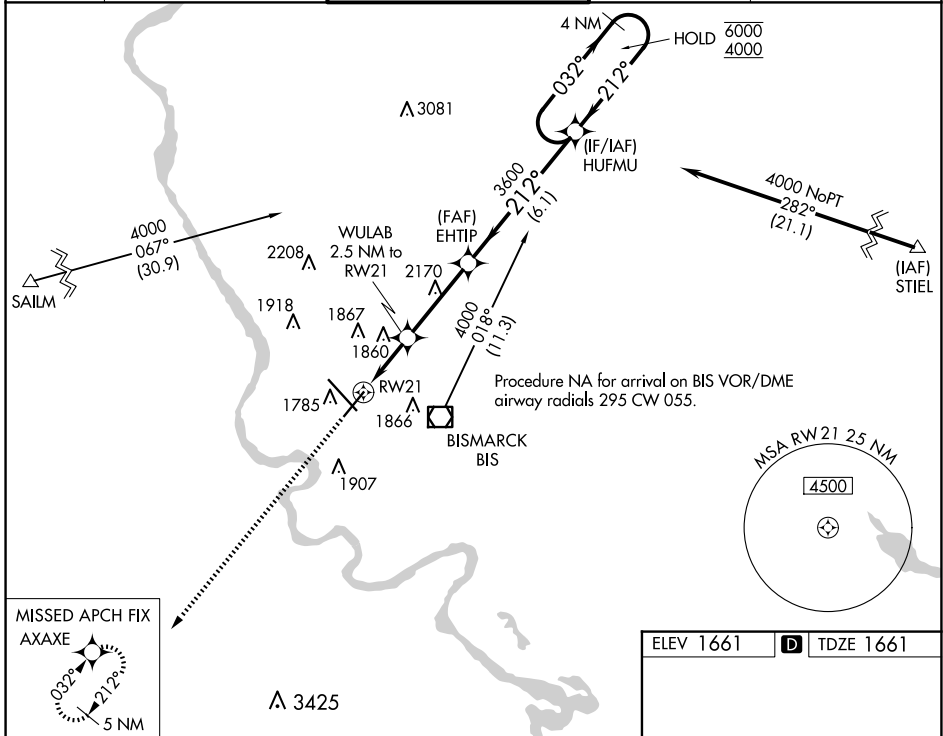 4 NM
HOLD 6000
4000
032°
212°
3081
(IF/IAF)
HUFMU
3600
212°
(6.1)
4000 NoPT
282°
(21.1)
(IAF)
STIEL
(FAF)
EHTIP
4000
067°
(30.9)
SAILM
WULAB
2.5 NM to
RW21
2208
2170
1918
1867
1860
4000
018°
(11.3)
RW21
1785
1866
Procedure NA for arrival on BIS VOR/DME
airway radials 295 CW 055.
BISMARCK
BIS
1907
MSA RW21 25 NM
4500
MISSED APCH FIX
AXAXE
032°
212°
5 NM
3425
ELEV 1661 D TDZE 1661